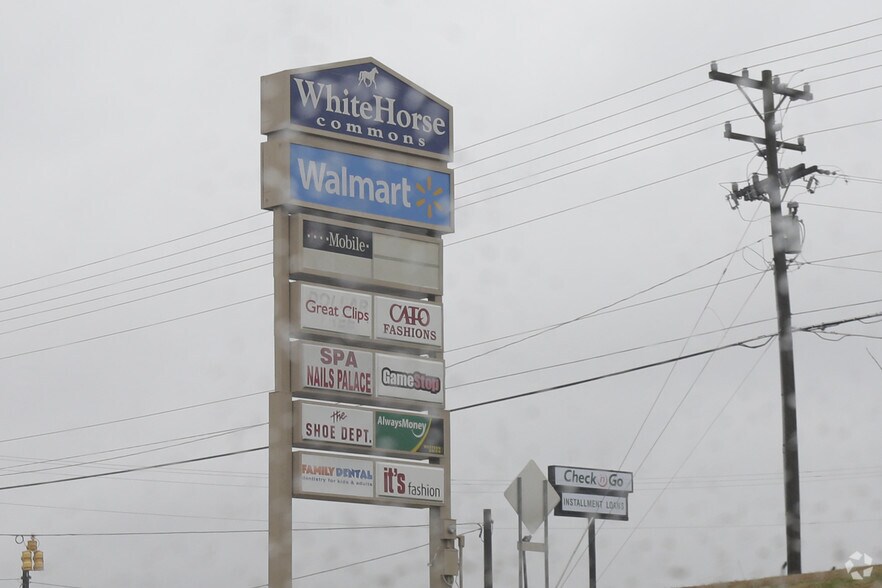 WhiteHorse
commons
Walmart
T··Mobile·
Great Clips
CATO
FASHIONS
SPA
NAILS PALACE
GameStop
the
SHOE DEPT.
AlwaysMoney
FAMILY DENTAL
dentistry for kids & adults
it's fashion
Check Go
INSTALLMENT LOANS